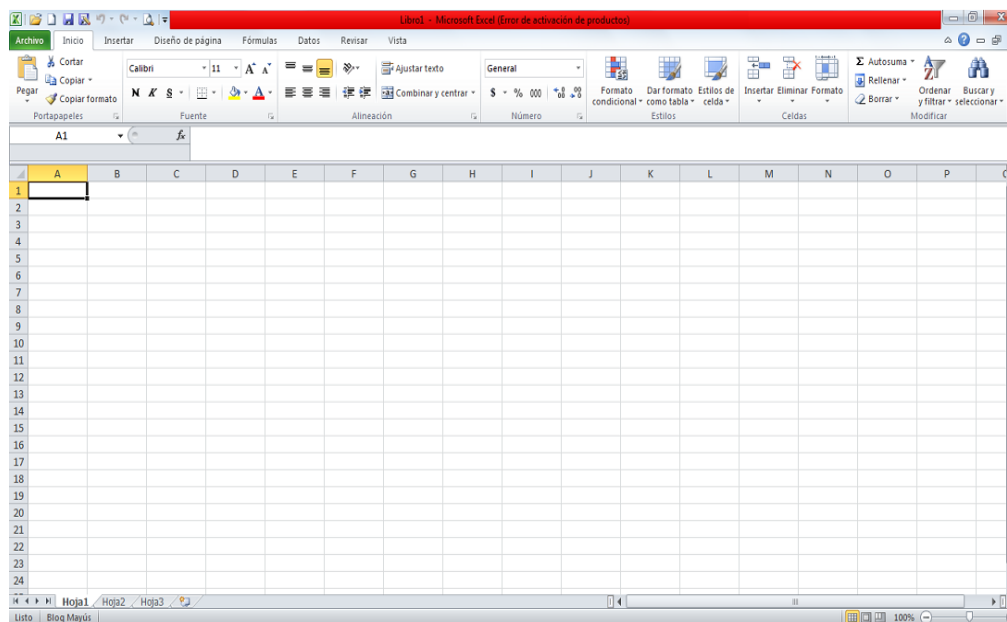 Libro1 - Microsoft Excel (Error de activación de productos)
Archivo Inicio Insertar Diseño de página Fórmulas Datos Revisar Vista
Pegar
Cortar
Copiar
Copiar formato
Portapapeles
Calibri 11 A A
N K S A
Fuente
Ajustar texto
Combinar y centrar
Alineación
General
$ % 000 ,0 ,00 ,00 ,0
Número
Formato condicional
Dar formato como tabla
Estilos de celda
Estilos
Insertar Eliminar Formato
Celdas
Σ Autosuma
Rellenar
Borrar
Ordenar y filtrar
Buscar y seleccionar
Modificar
A1 fx
A B C D E F G H I J K L M N O P
1
2
3
4
5
6
7
8
9
10
11
12
13
14
15
16
17
18
19
20
21
22
23
24
Hoja1 Hoja2 Hoja3
Listo Bloq Mayús 100%